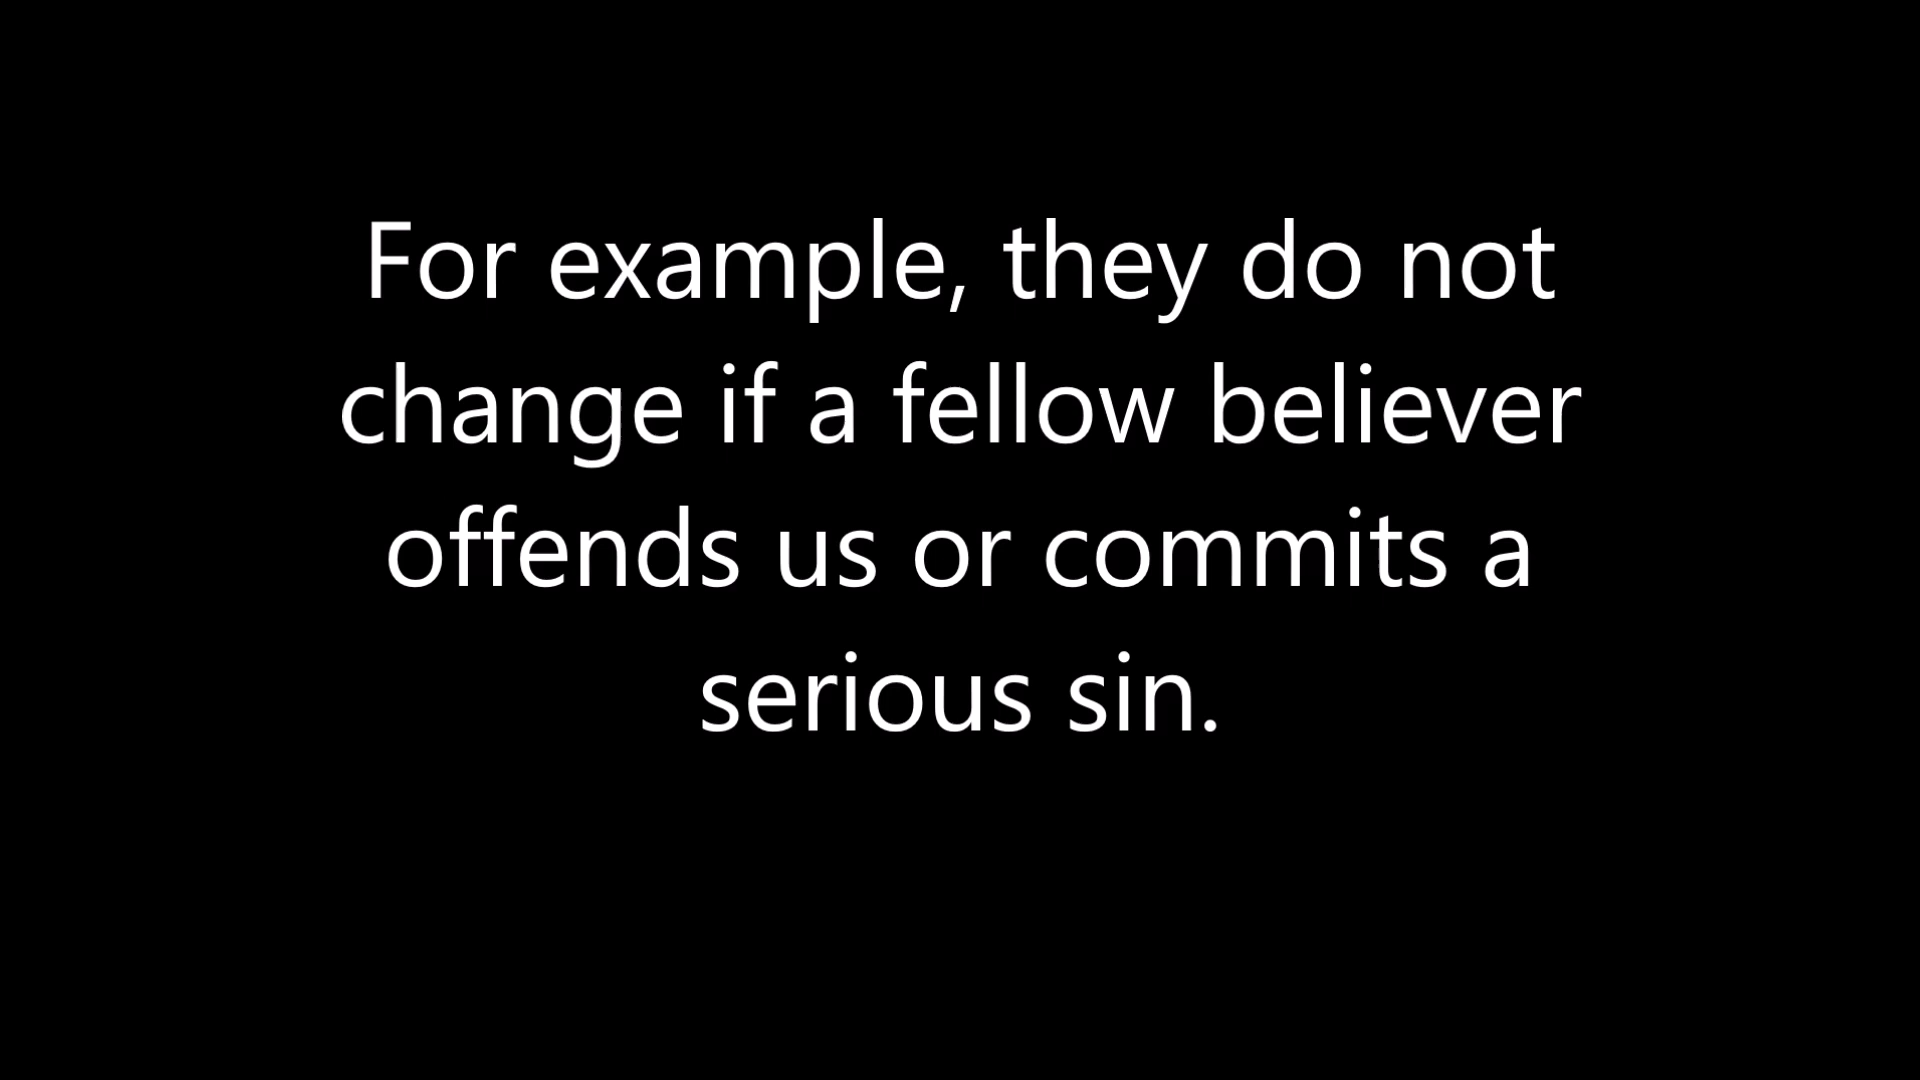 For example, they do not
change if a fellow believer
offends us or commits a
serious sin.